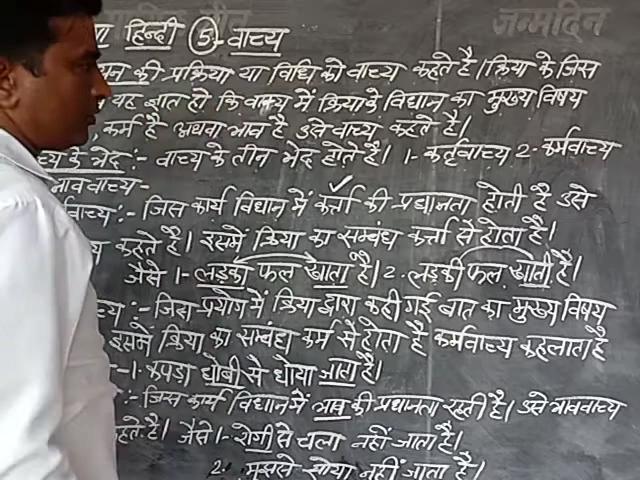 जन्मदिन
हिन्दी (5)- वाच्य
की प्रक्रिया या विधि को वाच्य कहते है। क्रिया के जिस
यह ज्ञात हो कि वाक्य में क्रिया के विधान का मुख्य विषय
कर्म है अथवा भाव है उसे वाच्य कहते है।
के भेद:- वाच्य के तीन भेद होते है। 1- कर्तृवाच्य 2- कर्मवाच्य
भाववाच्य-
जिस कार्य विधान में कर्त्ता की प्रधानता होती है उसे
कहते है। इसमें क्रिया का सम्बंध कर्त्ता से होता है।
जैसे 1- लड़का फल खाता है। 2- लड़की फल खाती है।
:- जिस प्रयोग में क्रिया द्वारा कही गई बात का मुख्य विषय
इसमें क्रिया का सम्बंध कर्म से होता है कर्मवाच्य कहलाता है
-1- कपड़ा धोबी से धोया जाता है।
:- जिस कार्य विधान में भाव की प्रधानता रहती है। उसे भाववाच्य
है। जैसे 1- रोगी से चला नहीं जाता है।
2- मुझसे सोया नहीं जाता है।